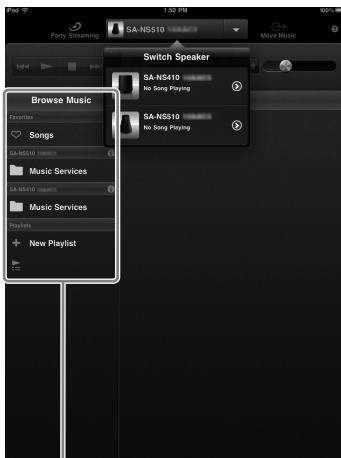 iPad
1:50 PM
100%
Party Streaming
SA-NS510
Move Music
Switch Speaker
SA-NS410
No Song Playing
SA-NS510
No Song Playing
Browse Music
Favorites
Songs
SA-NS510
Music Services
SA-NS410
Music Services
Playlists
New Playlist